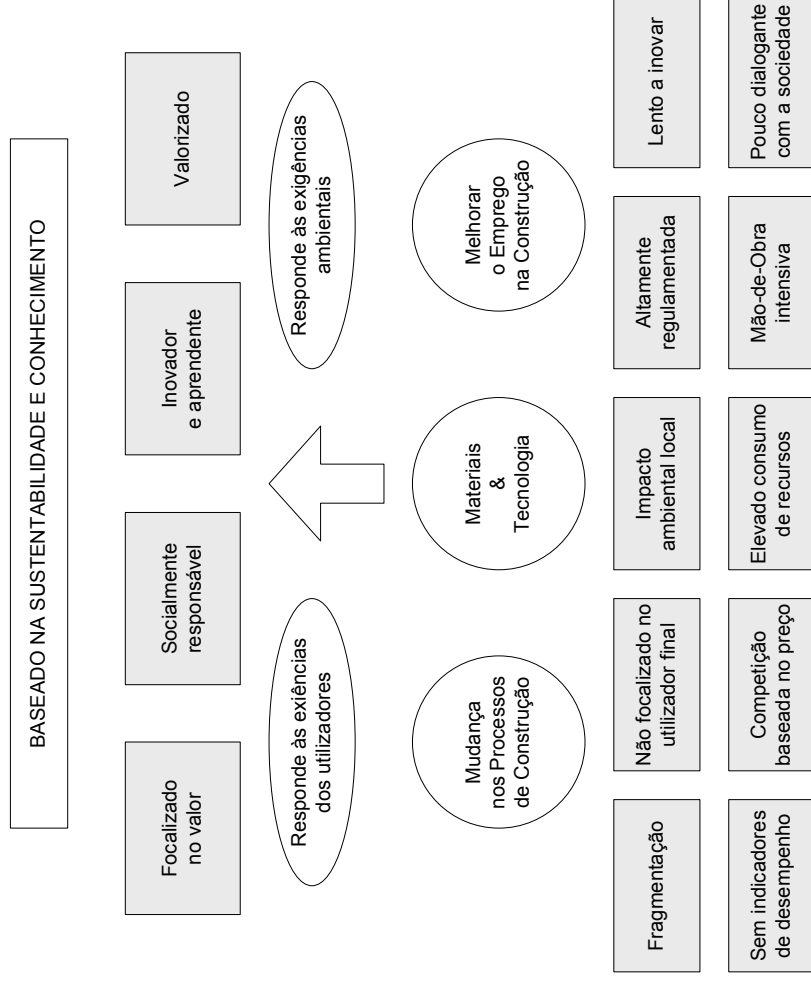 BASEADO NA SUSTENTABILIDADE E CONHECIMENTO
Focalizado
no valor
Socialmente
responsável
Inovador
e aprendente
Valorizado
Responde às exiências
dos utilizadores
Responde às exigências
ambientais
Mudança
nos Processos
de Construção
Materiais
&
Tecnologia
Melhorar
o Emprego
na Construção
Fragmentação
Não focalizado no
utilizador final
Impacto
ambiental local
Altamente
regulamentada
Lento a inovar
Sem indicadores
de desempenho
Competição
baseada no preço
Elevado consumo
de recursos
Mão-de-Obra
intensiva
Pouco dialogante
com a sociedade